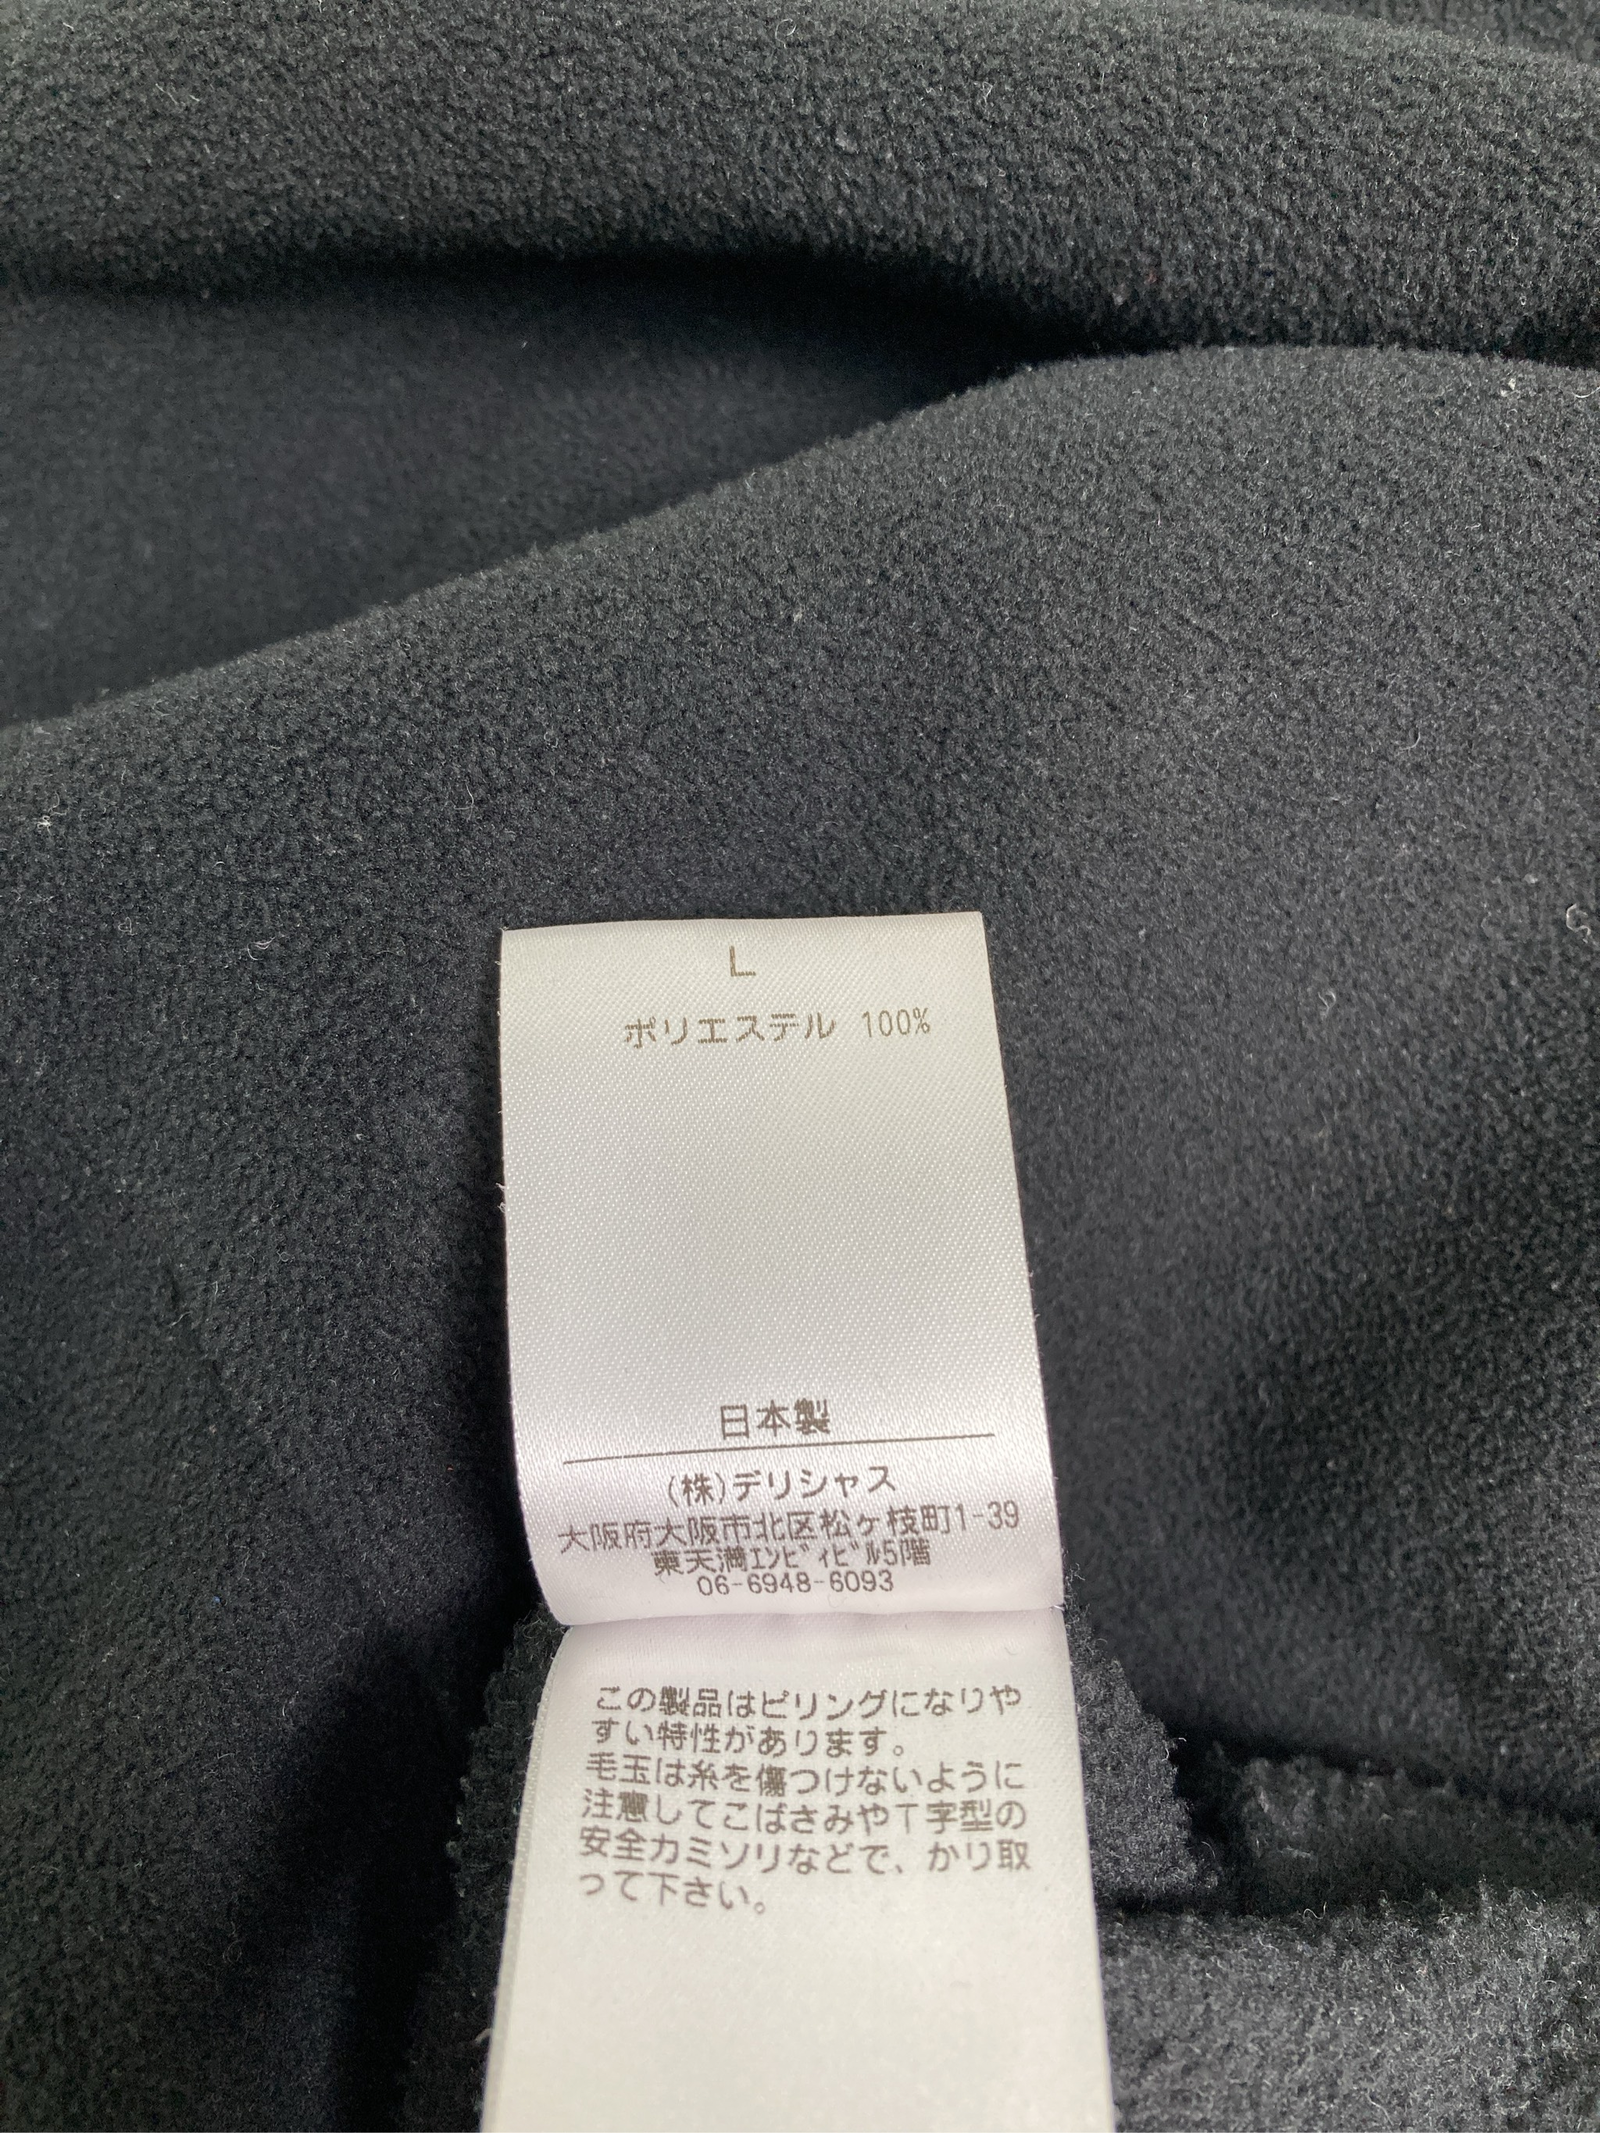 L
ポリエステル 100%
日本製
(株)デリシャス
大阪府大阪市北区松ヶ枝町1-39
東天満ｴﾝﾋﾞｨﾋﾞﾙ5階
06-6948-6093
この製品はピリングになりや
すい特性があります。
毛玉は糸を傷つけないように
注意してこばさみやT字型の
安全カミソリなどで、かり取
って下さい。